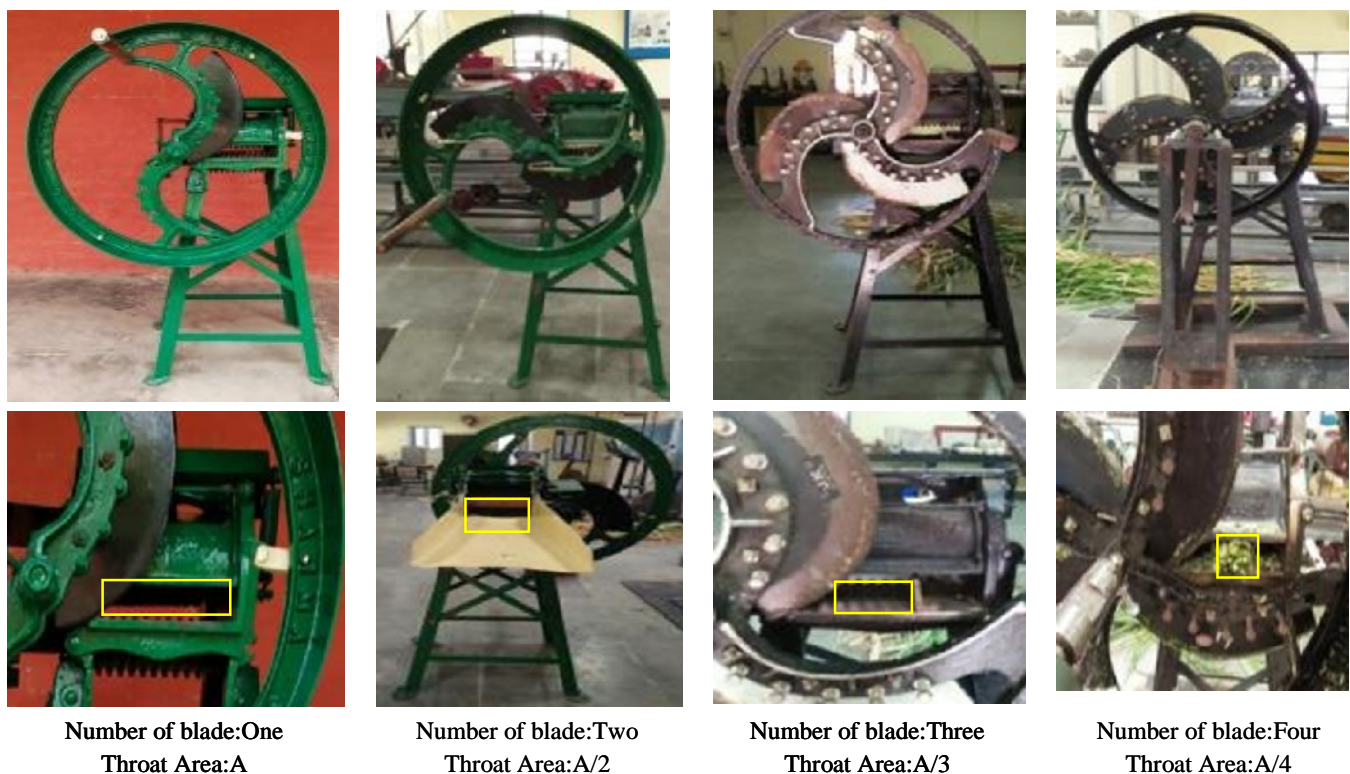 Number of blade:One
Throat Area:A
Number of blade:Two
Throat Area:A/2
Number of blade:Three
Throat Area:A/3
Number of blade:Four
Throat Area:A/4